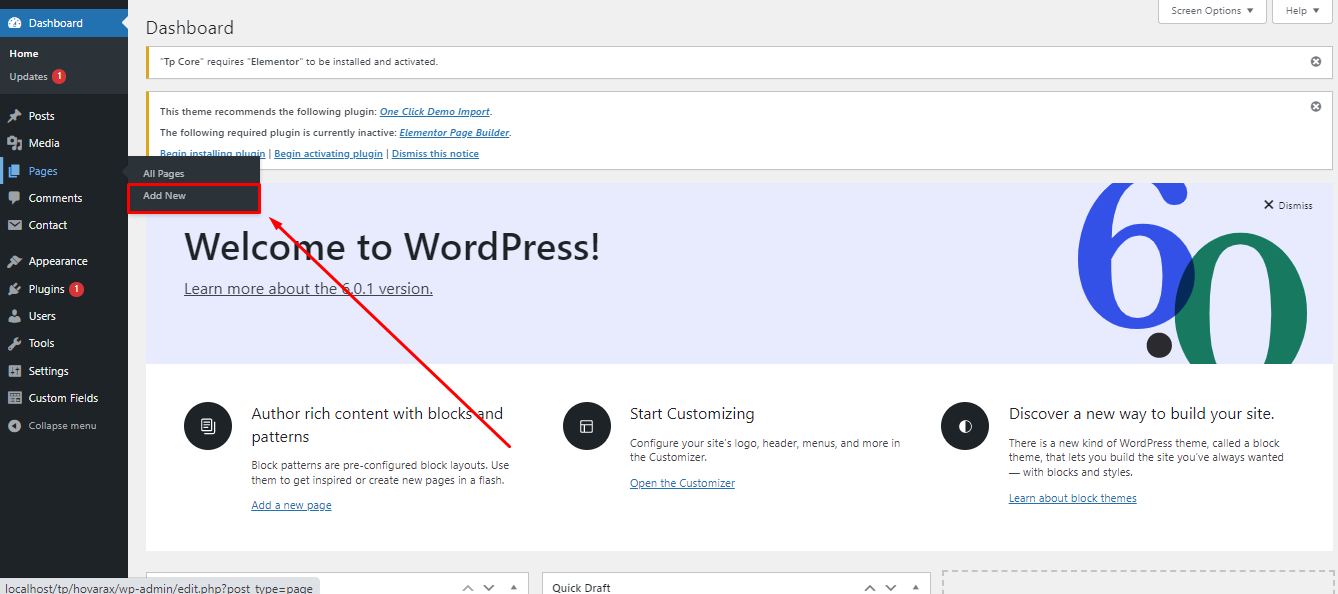 Dashboard
Home
Updates 1
Posts
Media
Pages
Comments
Contact
Appearance
Plugins 1
Users
Tools
Settings
Custom Fields
Collapse menu
All Pages
Add New
Screen Options ▼
Help ▼
Dashboard
"Tp Core" requires "Elementor" to be installed and activated.
This theme recommends the following plugin: One Click Demo Import.
The following required plugin is currently inactive: Elementor Page Builder.
Begin installing plugin | Begin activating plugin | Dismiss this notice
Dismiss
Welcome to WordPress!
Learn more about the 6.0.1 version.
6.0
Author rich content with blocks and
patterns
Block patterns are pre-configured block layouts. Use
them to get inspired or create new pages in a flash.
Add a new page
Start Customizing
Configure your site's logo, header, menus, and more in
the Customizer.
Open the Customizer
Discover a new way to build your site.
There is a new kind of WordPress theme, called a block
theme, that lets you build the site you've always wanted
— with blocks and styles.
Learn about block themes
Quick Draft
localhost/tp/hovarax/wp-admin/edit.php?post_type=page